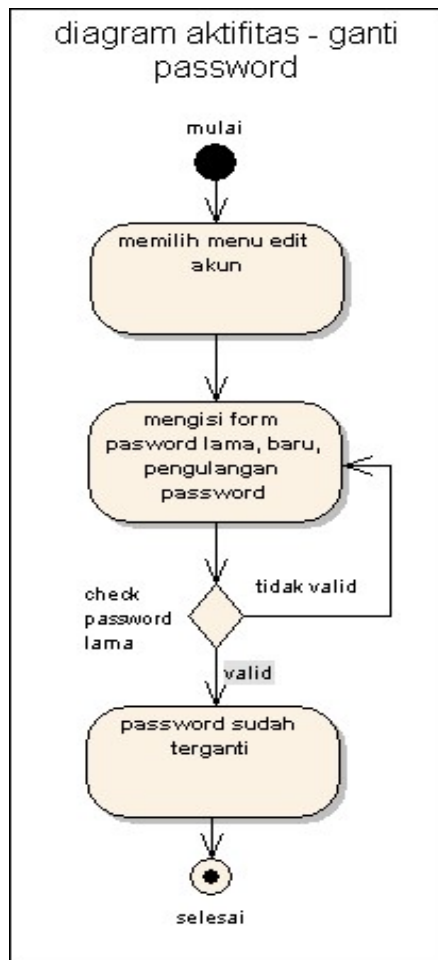 diagram aktifitas - ganti
password
mulai
memilih menu edit
akun
mengisi form
pasword lama, baru,
pengulangan
password
check
password
lama
tidak valid
valid
password sudah
terganti
selesai